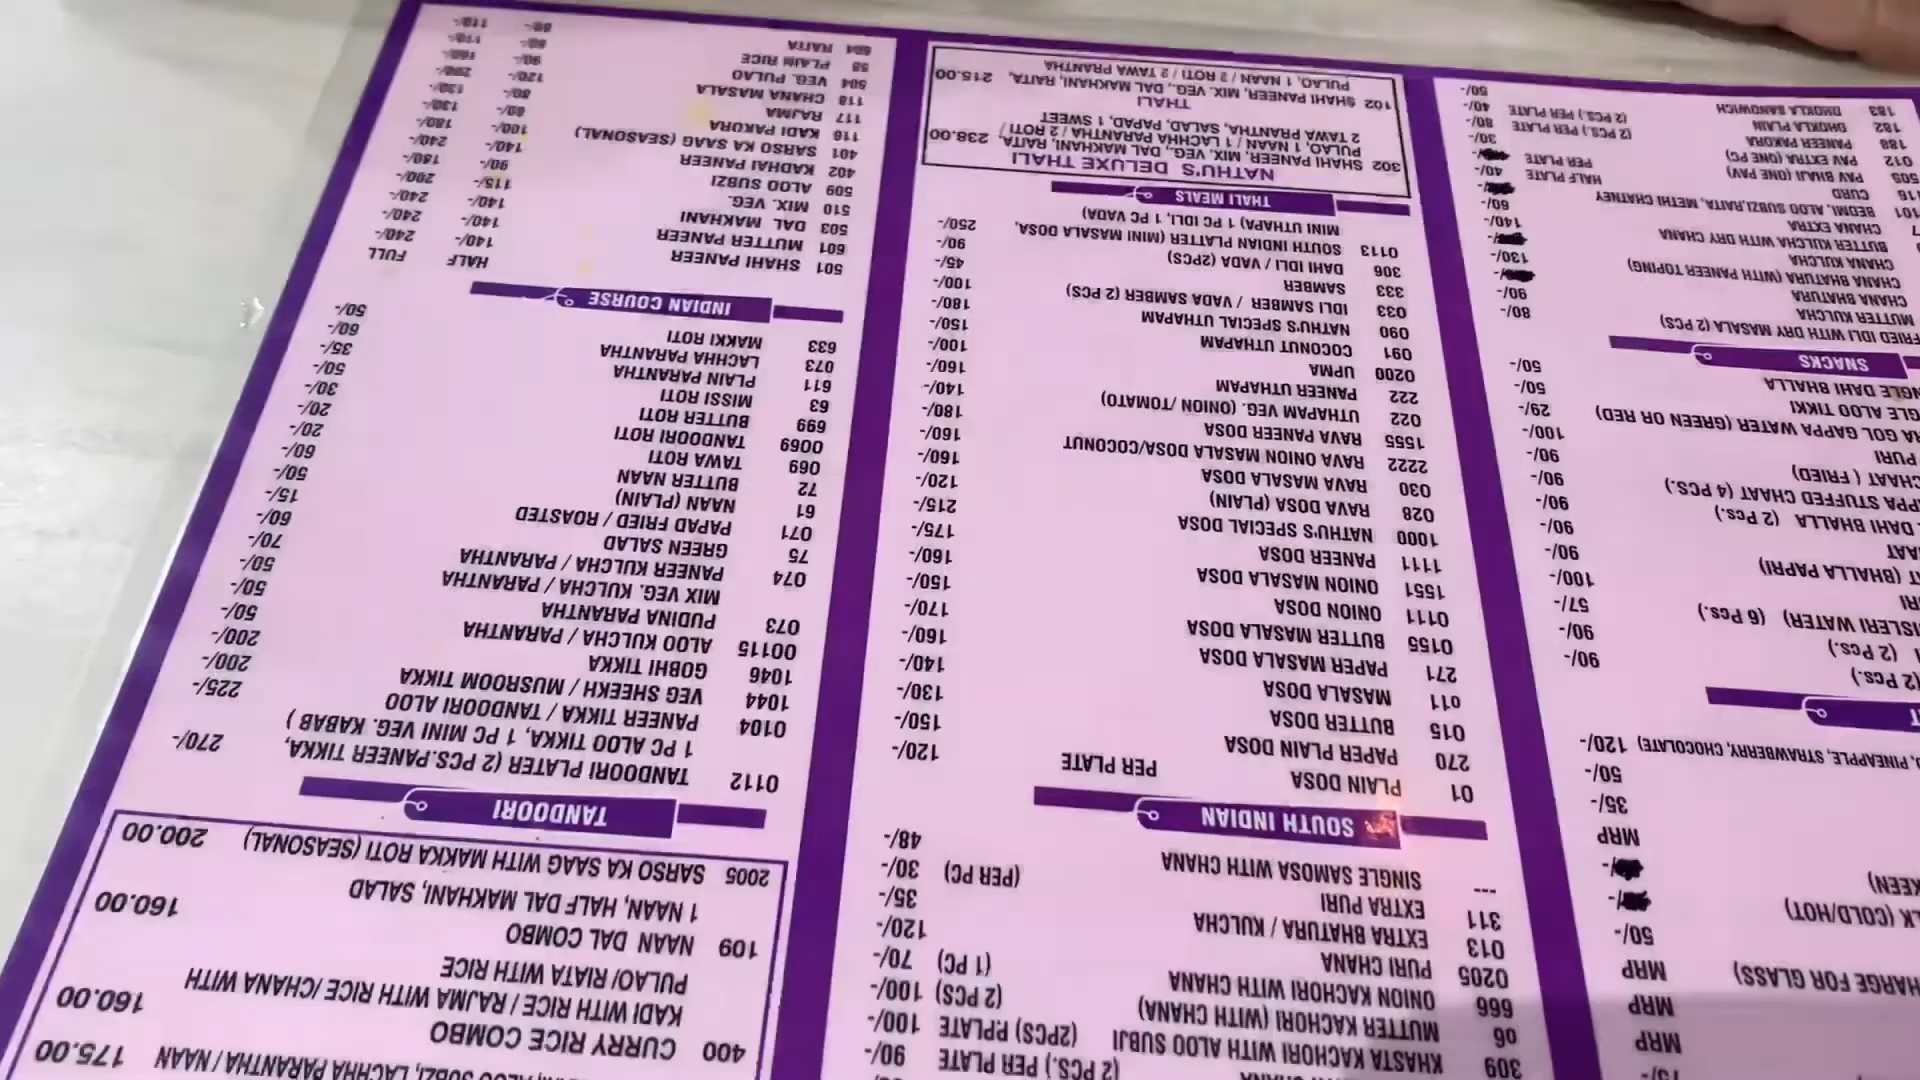 MRP
MRP
CHARGE FOR GLASS) MRP
50/-
(COLD/HOT)
MRP
35/-
50/-
PINEAPPLE, STRAWBERRY, CHOCOLATE) 120/-
(2 Pcs.) 90/-
(2 Pcs.) 90/-
(6 Pcs.) 57/-
100/-
(BHALLA PAPRI) 90/-
90/-
DAHI BHALLA (2 Pcs.) 90/-
STUFFED CHAAT (4 PCS.) 90/-
CHAAT ( FRIED) 90/-
PURI 100/-
GOL GAPPA WATER (GREEN OR RED) 29/-
ALOO TIKKI 50/-
DAHI BHALLA 50/-
SNACKS
FRIED IDLI WITH DRY MASALA (2 PCS) 80/-
MUTTER KULCHA 90/-
CHANA BHATURA
CHANA BHATURA (WITH PANEER TOPING) 130/-
CHANA KULCHA
BUTTER KULCHA WITH DRY CHANA 140/-
CHANA EXTRA 60/-
BEDMI, ALOO SUBZI,RAITA, METHI CHATNEY
CURD HALF PLATE 40/-
PAV BHAJI (ONE PAV) PER PLATE
012 PAV EXTRA (ONE PC) 30/-
188 PANEER PAKORA (2 PCS.) PER PLATE 80/-
182 DHOKLA PLAIN 40/-
183 DHOKLA SANDWICH (2 PCS.) PER PLATE 50/-
(2 PCS.) PER PLATE 90/-
309 KHASTA KACHORI WITH ALOO SUBJI (2PCS) P.PLATE 100/-
06 MUTTER KACHORI (WITH CHANA) (2 PCS) 100/-
666 ONION KACHORI WITH CHANA (1 PC) 70/-
0205 PURI CHANA 120/-
013 EXTRA BHATURA / KULCHA 35/-
311 EXTRA PURI (PER PC) 30/-
--- SINGLE SAMOSA WITH CHANA 48/-
SOUTH INDIAN
01 PLAIN DOSA PER PLATE 120/-
270 PAPER PLAIN DOSA 150/-
015 BUTTER DOSA 130/-
011 MASALA DOSA 140/-
271 PAPER MASALA DOSA 160/-
0155 BUTTER MASALA DOSA 170/-
0111 ONION DOSA 150/-
1551 ONION MASALA DOSA 160/-
1111 PANEER DOSA 175/-
1000 NATHU'S SPECIAL DOSA 215/-
028 RAVA DOSA (PLAIN) 120/-
030 RAVA MASALA DOSA 160/-
2222 RAVA ONION MASALA DOSA/COCONUT 160/-
1555 RAVA PANEER DOSA 180/-
022 UTHAPAM VEG. (ONION /TOMATO) 140/-
222 PANEER UTHAPAM 160/-
0200 UPMA 100/-
091 COCONUT UTHAPAM 150/-
090 NATHU'S SPECIAL UTHAPAM 180/-
033 IDLI SAMBER / VADA SAMBER (2 PCS) 100/-
333 SAMBER 45/-
306 DAHI IDLI / VADA (2PCS) 90/-
0113 SOUTH INDIAN PLATTER (MINI MASALA DOSA, 250/-
MINI UTHAPA) 1 PC IDLI, 1 PC VADA)
THALI MEALS
NATHU'S DELUXE THALI
302 SHAHI PANEER, MIX. VEG., DAL MAKHANI, RAITA, 238.00
PULAO, 1 NAAN / 1 LACHHA PARANTHA / 2 ROTI /
2 TAWA PRANTHA, SALAD, PAPAD, 1 SWEET
THALI
102 SHAHI PANEER, MIX. VEG., DAL MAKHANI, RAITA, 215.00
PULAO, 1 NAAN / 2 ROTI / 2 TAWA PRANTHA
175.00
400 CURRY RICE COMBO 160.00
KADI WITH RICE / RAJMA WITH RICE /CHANA WITH
PULAO/ RIATA WITH RICE
109 NAAN DAL COMBO 160.00
1 NAAN, HALF DAL MAKHANI, SALAD
2005 SARSO KA SAAG WITH MAKKA ROTI (SEASONAL) 200.00
TANDOORI
0112 TANDOORI PLATER (2 PCS.PANEER TIKKA, 270/-
1 PC ALOO TIKKA, 1 PC MINI VEG. KABAB )
0104 PANEER TIKKA / TANDOORI ALOO 225/-
1044 VEG SHEEKH / MUSROOM TIKKA 200/-
1046 GOBHI TIKKA 200/-
00115 ALOO KULCHA / PARANTHA 50/-
073 PUDINA PARANTHA 50/-
MIX VEG. KULCHA / PARANTHA 50/-
074 PANEER KULCHA / PARANTHA 70/-
75 GREEN SALAD 60/-
071 PAPAD FRIED / ROASTED 15/-
61 NAAN (PLAIN) 50/-
72 BUTTER NAAN 60/-
069 TAWA ROTI 20/-
0069 TANDOORI ROTI 20/-
699 BUTTER ROTI 30/-
63 MISSI ROTI 50/-
611 PLAIN PARANTHA 35/-
073 LACHHA PARANTHA 60/-
633 MAKKI ROTI 50/-
INDIAN COURSE
HALF FULL
501 SHAHI PANEER 140/- 240/-
601 MUTTER PANEER 140/- 240/-
503 DAL MAKHANI 140/- 240/-
510 MIX. VEG. 115/- 200/-
509 ALOO SUBZI 90/- 180/-
402 KADHAI PANEER 140/- 240/-
401 SARSO KA SAAG (SEASONAL) 100/- 180/-
116 KADI PAKORA 80/- 130/-
117 RAJMA 80/- 130/-
118 CHANA MASALA 120/- 200/-
504 VEG. PULAO 90/- 160/-
58 PLAIN RICE 60/- 110/-
604 RAITA 60/- 110/-